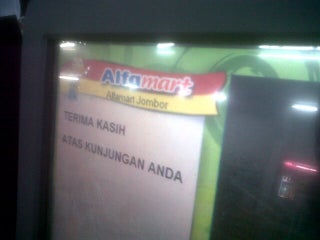 Alfamart
Alfamart Jombor
TERIMA KASIH
ATAS KUNJUNGAN ANDA